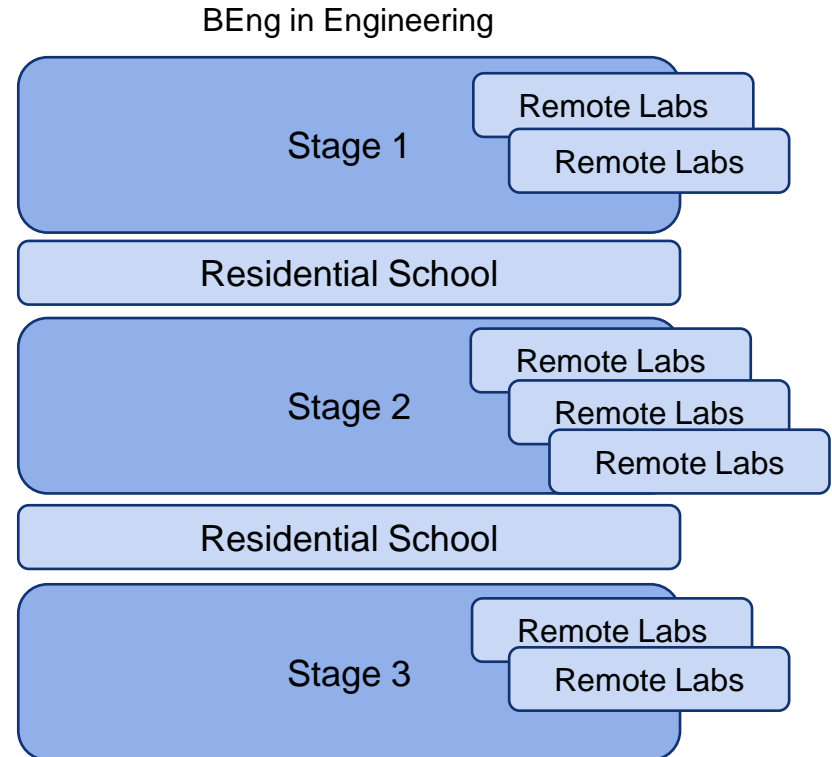 BEng in Engineering
Remote Labs
Stage 1
Remote Labs
Residential School
Remote Labs
Stage 2
Remote Labs
Remote Labs
Residential School
Remote Labs
Stage 3
Remote Labs